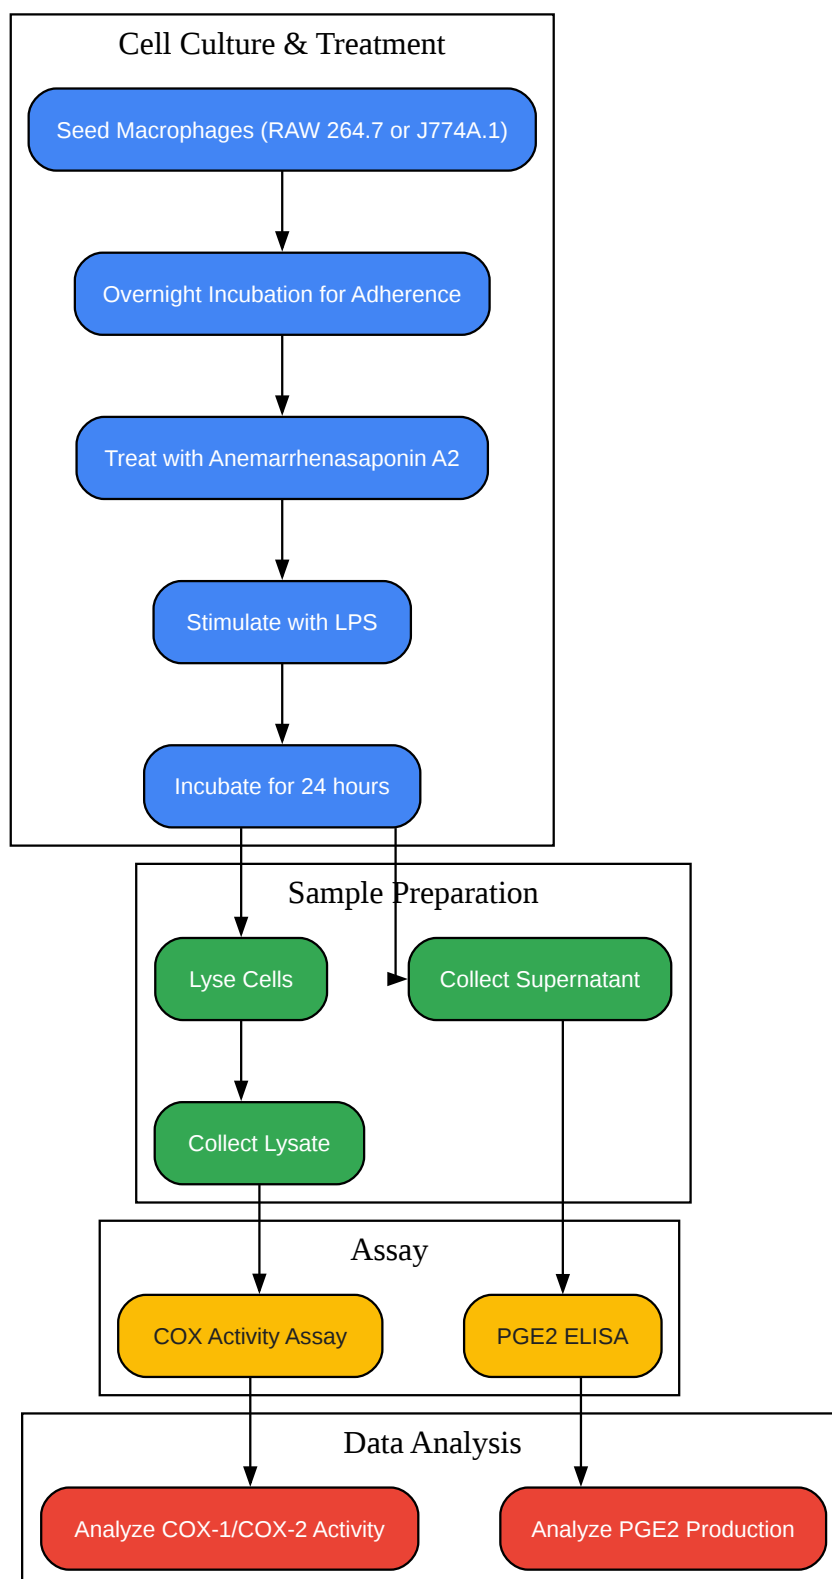 Cell Culture & Treatment
Seed Macrophages (RAW 264.7 or J774A.1)
Overnight Incubation for Adherence
Treat with Anemarrhenasaponin A2
Stimulate with LPS
Incubate for 24 hours
Sample Preparation
Lyse Cells
Collect Supernatant
Collect Lysate
Assay
COX Activity Assay
PGE2 ELISA
Data Analysis
Analyze COX-1/COX-2 Activity
Analyze PGE2 Production